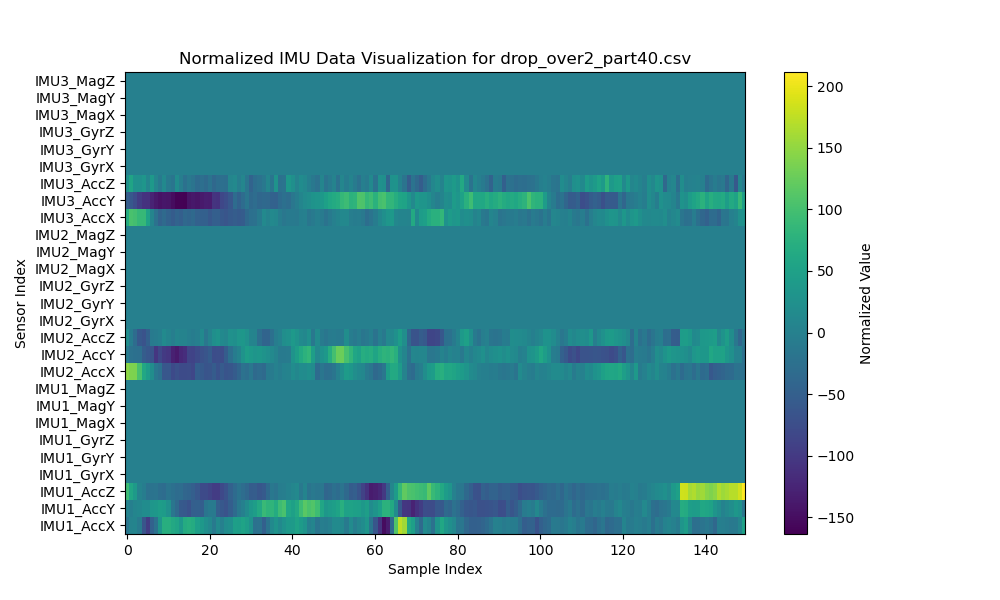 Normalized IMU Data Visualization for drop_over2_part40.csv
IMU3_MagZ
IMU3_MagY
IMU3_MagX
IMU3_GyrZ
IMU3_GyrY
IMU3_GyrX
IMU3_AccZ
IMU3_AccY
IMU3_AccX
IMU2_MagZ
IMU2_MagY
IMU2_MagX
IMU2_GyrZ
IMU2_GyrY
IMU2_GyrX
IMU2_AccZ
IMU2_AccY
IMU2_AccX
IMU1_MagZ
IMU1_MagY
IMU1_MagX
IMU1_GyrZ
IMU1_GyrY
IMU1_GyrX
IMU1_AccZ
IMU1_AccY
IMU1_AccX
Sensor Index
0 20 40 60 80 100 120 140
Sample Index
200
150
100
50
0
−50
−100
−150
Normalized Value